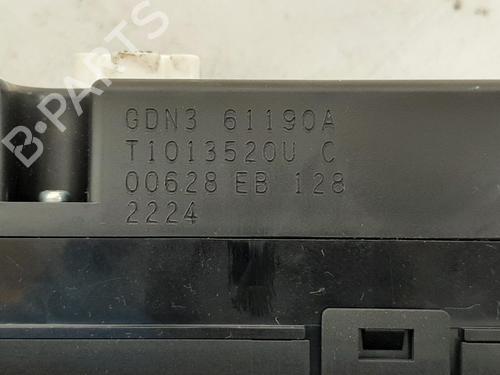 GDN3 61190A
T1013520U C
00628 EB 128
2224
B-PARTS